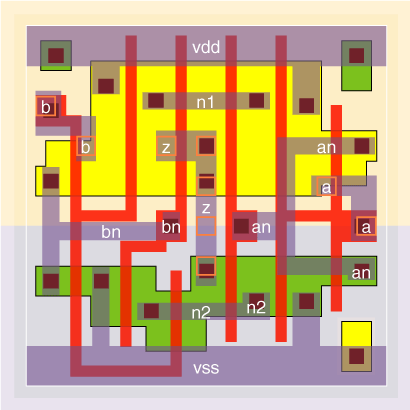 vdd
n1
b
b z an
a
z
bn bn an a
an
n2 n2
vss